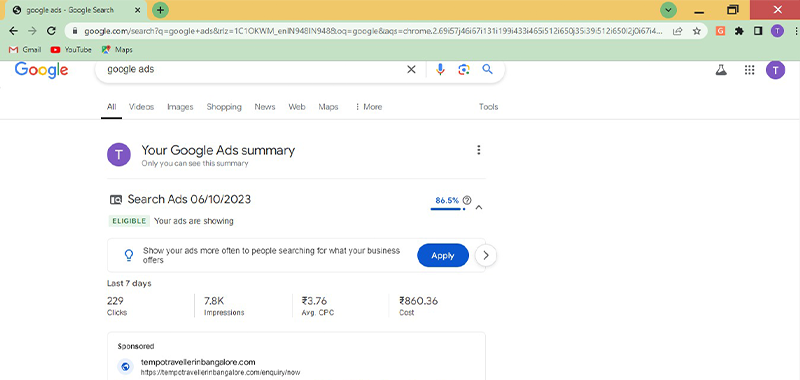 google ads - Google Search
google.com/search?q=google+ads&rlz=1C1OKWM_enIN948IN948&oq=google&aqs=chrome.2.69i57j46i67i131i199i433i465i512i650j35i39i512i650l2j0i67i4...
Gmail YouTube Maps
Google google ads T
All Videos Images Shopping News Web Maps More Tools
T Your Google Ads summary
Only you can see this summary
Search Ads 06/10/2023 86.5%
ELIGIBLE Your ads are showing
Show your ads more often to people searching for what your business
offers
Apply
Last 7 days
229 7.8K ₹3.76 ₹860.36
Clicks Impressions Avg. CPC Cost
Sponsored
tempotravellerinbangalore.com
https://tempotravellerinbangalore.com/enquiry/now